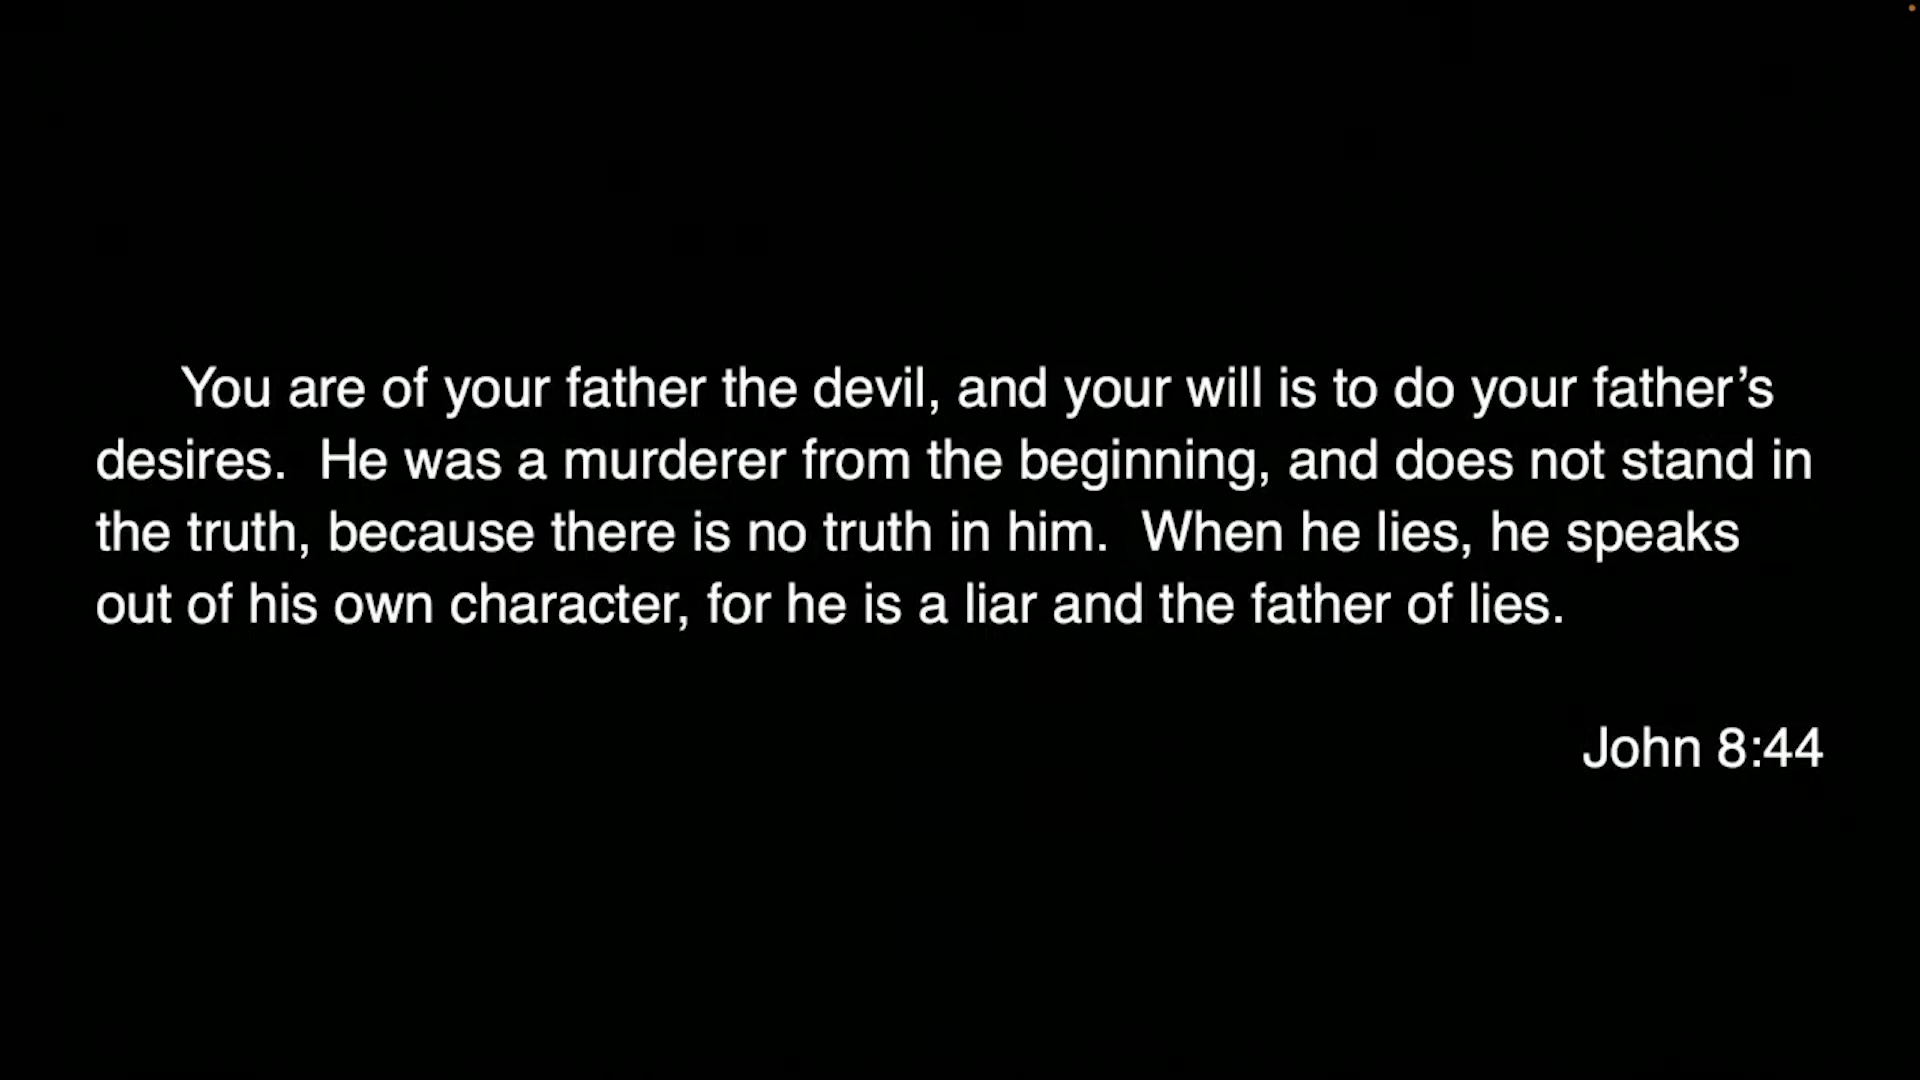 You are of your father the devil, and your will is to do your father’s
desires.  He was a murderer from the beginning, and does not stand in
the truth, because there is no truth in him.  When he lies, he speaks
out of his own character, for he is a liar and the father of lies.
John 8:44